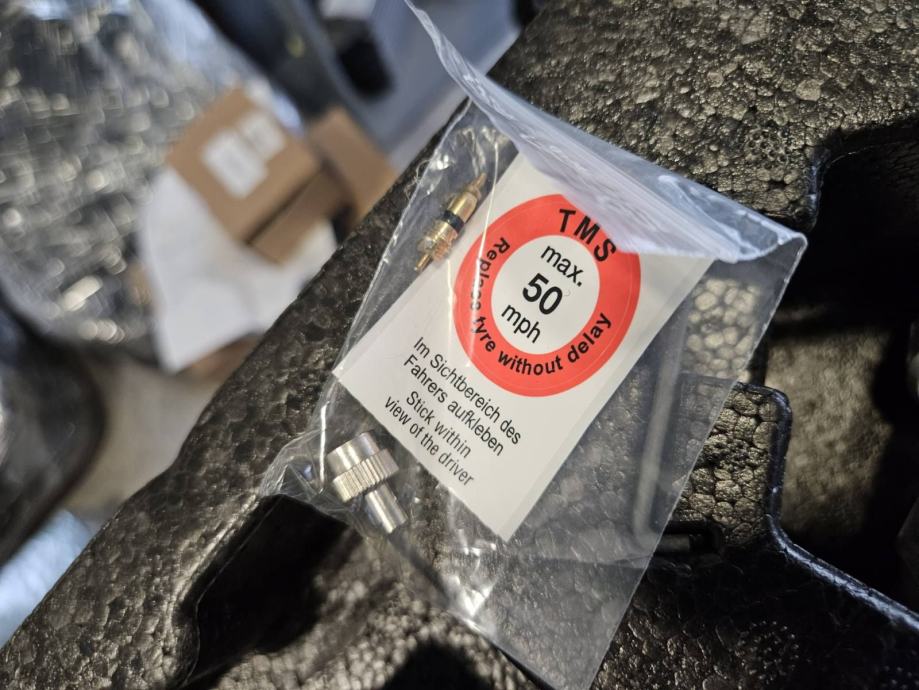 TMS
max.
50
mph
Replace tyre without delay
Im Sichtbereich des
Fahrers aufkleben
Stick within
view of the driver